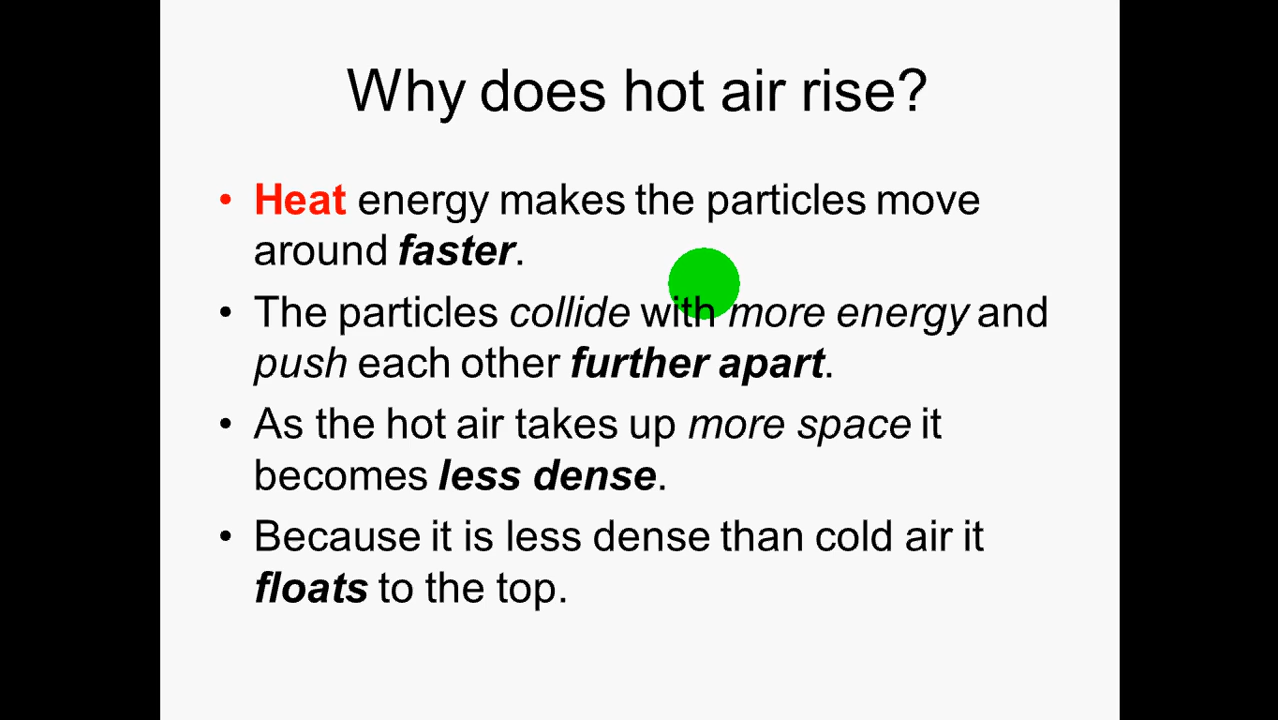 Why does hot air rise?
• Heat energy makes the particles move
around faster.
• The particles collide with more energy and
push each other further apart.
• As the hot air takes up more space it
becomes less dense.
• Because it is less dense than cold air it
floats to the top.